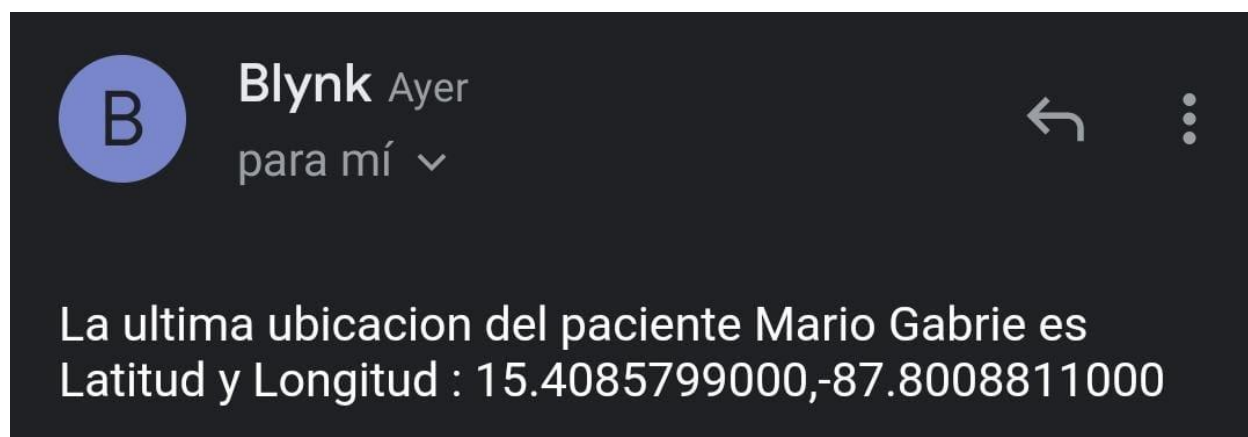 B
Blynk Ayer
para mí
La ultima ubicacion del paciente Mario Gabrie es
Latitud y Longitud : 15.4085799000,-87.8008811000